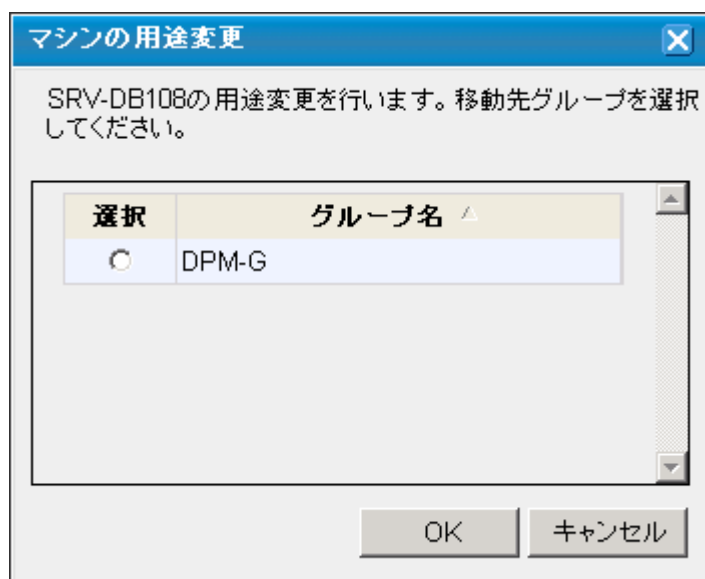 マシンの用途変更
SRV-DB108の用途変更を行います。移動先グループを選択
してください。
選択 グループ名
DPM-G
OK キャンセル